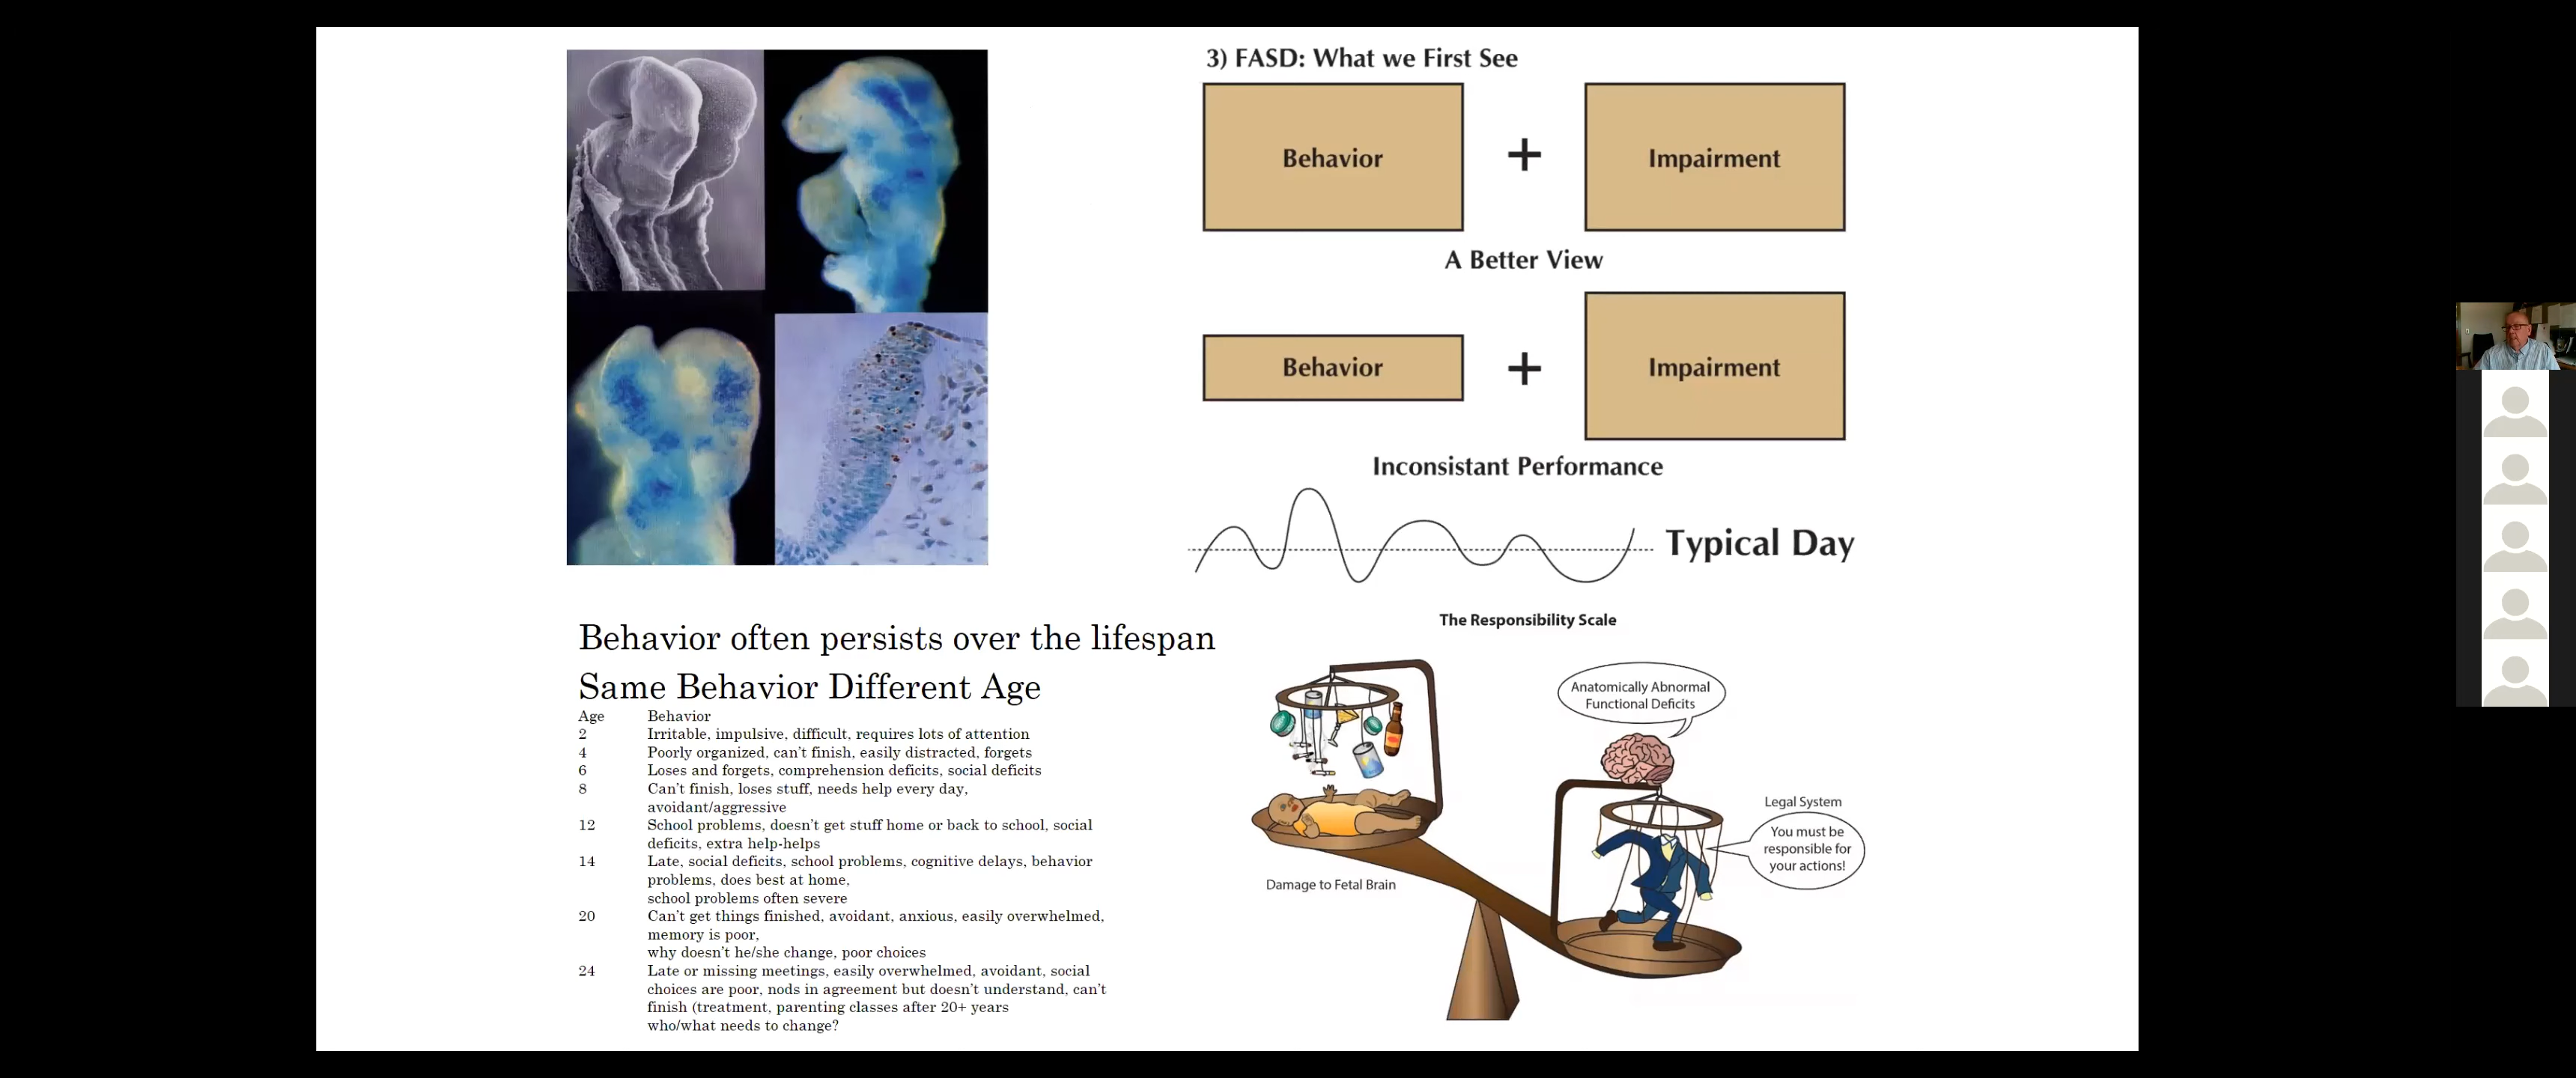 3) FASD: What we First See
Behavior
+
Impairment
A Better View
Behavior
+
Impairment
Inconsistant Performance
Typical Day
Behavior often persists over the lifespan
Same Behavior Different Age
Age Behavior
2 Irritable, impulsive, difficult, requires lots of attention
4 Poorly organized, can't finish, easily distracted, forgets
6 Loses and forgets, comprehension deficits, social deficits
8 Can't finish, loses stuff, needs help every day,
avoidant/aggressive
12 School problems, doesn't get stuff home or back to school, social
deficits, extra help-helps
14 Late, social deficits, school problems, cognitive delays, behavior
problems, does best at home,
school problems often severe
20 Can't get things finished, avoidant, anxious, easily overwhelmed,
memory is poor,
why doesn't he/she change, poor choices
24 Late or missing meetings, easily overwhelmed, avoidant, social
choices are poor, nods in agreement but doesn't understand, can't
finish (treatment, parenting classes after 20+ years
who/what needs to change?
The Responsibility Scale
Anatomically Abnormal
Functional Deficits
Legal System
You must be
responsible for
your actions!
Damage to Fetal Brain